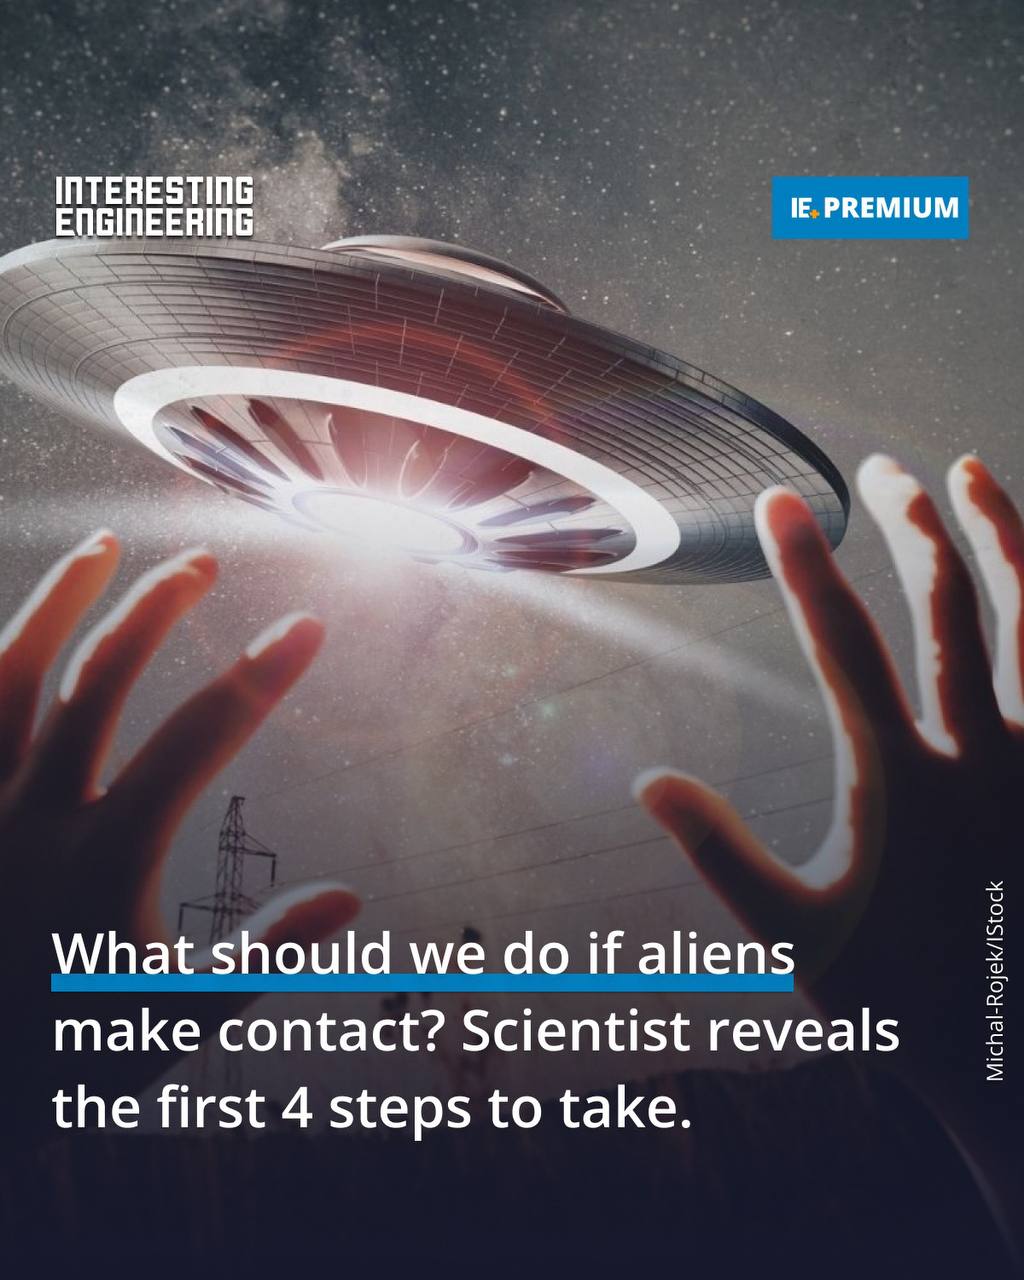 INTERESTING
ENGINEERING
IE+ PREMIUM
What should we do if aliens
make contact? Scientist reveals
the first 4 steps to take.
Michal-Rojek/IStock